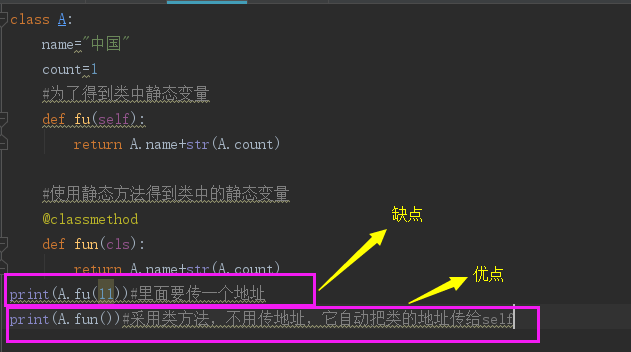 class A:
name="中国"
count=1
#为了得到类中静态变量
def fu(self):
return A.name+str(A.count)
#使用静态方法得到类中的静态变量
@classmethod
def fun(cls):
return A.name+str(A.count)
print(A.fu(11))#里面要传一个地址
print(A.fun())#采用类方法，不用传地址，它自动把类的地址传给self
缺点
优点